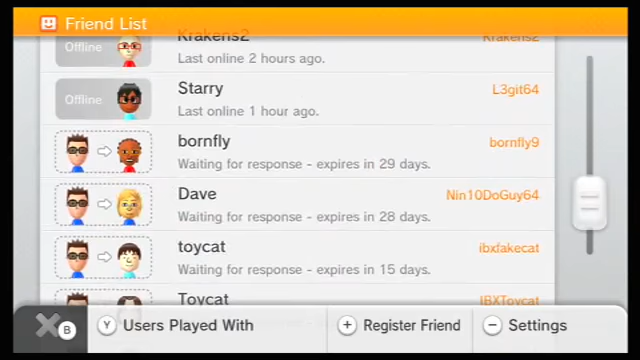 Friend List
Offline
Krakens2
Krakens2
Last online 2 hours ago.
Offline
Starry
L3git64
Last online 1 hour ago.
bornfly
bornfly9
Waiting for response - expires in 29 days.
Dave
Nin10DoGuy64
Waiting for response - expires in 28 days.
toycat
ibxfakecat
Waiting for response - expires in 15 days.
Toycat
IBXToycat
B
Y Users Played With
+ Register Friend
- Settings